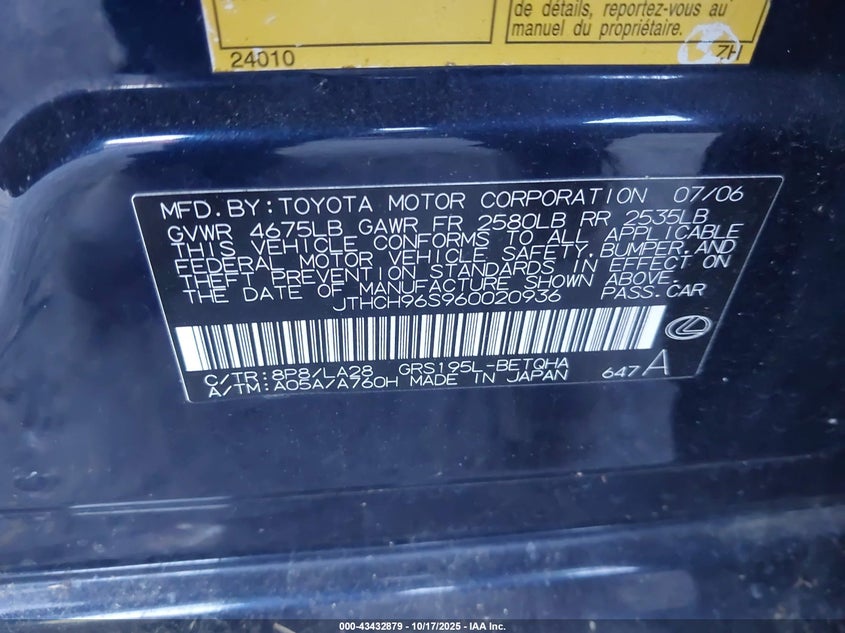 de détails, reportez-vous au
manuel du propriétaire.
24010
ZH
MFD. BY: TOYOTA MOTOR CORPORATION 07/06
GVWR 4675LB GAWR FR 2580LB RR 2535LB
THIS VEHICLE CONFORMS TO ALL APPLICABLE
FEDERAL MOTOR VEHICLE SAFETY, BUMPER, AND
THEFT PREVENTION STANDARDS IN EFFECT ON
THE DATE OF MANUFACTURE SHOWN ABOVE.
JTHCH96S960020936 PASS. CAR
C/TR: 8P8/LA28 GRS195L-BETQHA
A/TM: A05A/A760H MADE IN JAPAN 647 A
000-43432879 - 10/17/2025 - IAA Inc.